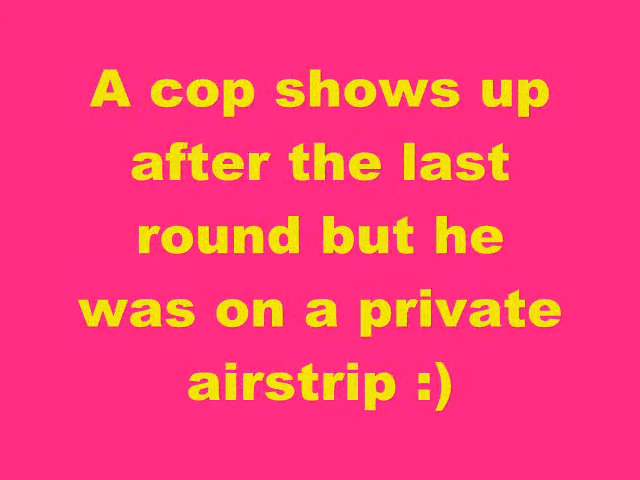 A cop shows up
after the last
round but he
was on a private
airstrip :)